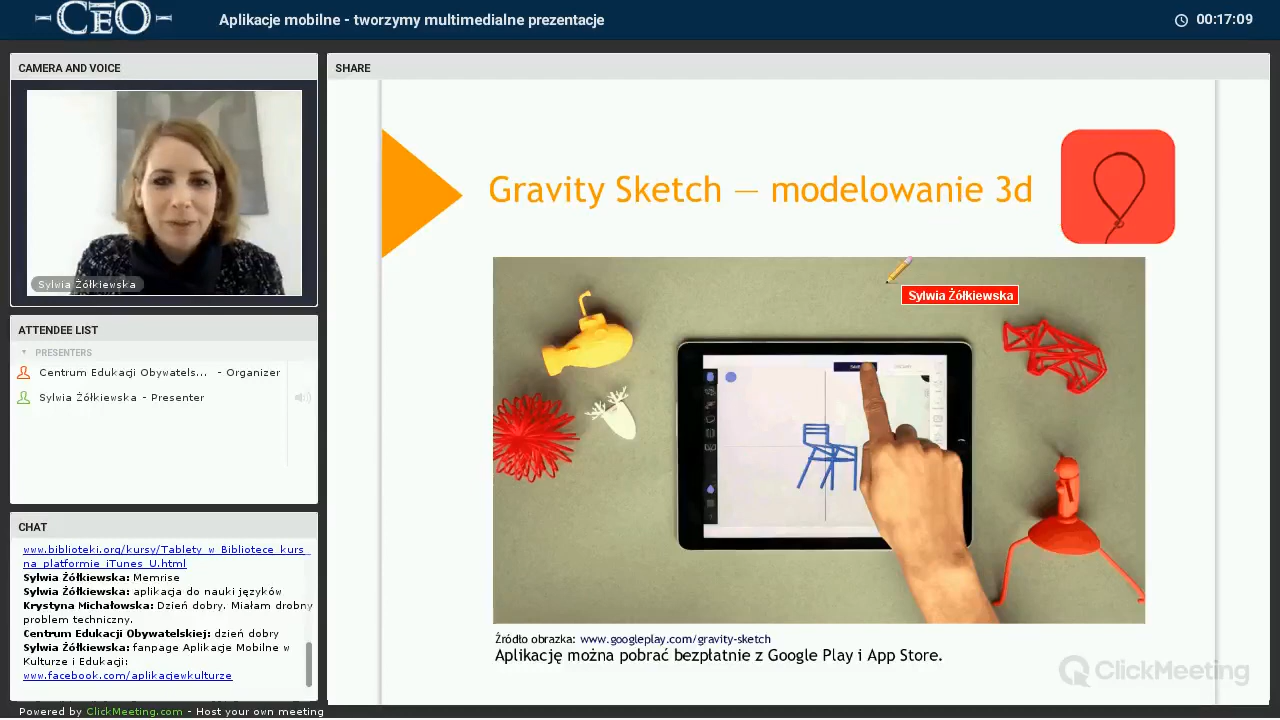 CEO
Aplikacje mobilne - tworzymy multimedialne prezentacje
00:17:09
CAMERA AND VOICE
Sylwia Żółkiewska
ATTENDEE LIST
PRESENTERS
Centrum Edukacji Obywatels... - Organizer
Sylwia Żółkiewska - Presenter
CHAT
www.biblioteki.org/kursy/Tablety_w_Bibliotece_kurs_
na_platformie_iTunes_U.html
Sylwia Żółkiewska: Memrise
Sylwia Żółkiewska: aplikacja do nauki języków
Krystyna Michałowska: Dzień dobry. Miałam drobny
problem techniczny.
Centrum Edukacji Obywatelskiej: dzień dobry
Sylwia Żółkiewska: fanpage Aplikacje Mobilne w
Kulturze i Edukacji:
www.facebook.com/aplikacjewkulturze
Powered by ClickMeeting.com - Host your own meeting
SHARE
Gravity Sketch — modelowanie 3d
Sylwia Żółkiewska
Źródło obrazka: www.googleplay.com/gravity-sketch
Aplikację można pobrać bezpłatnie z Google Play i App Store.
ClickMeeting